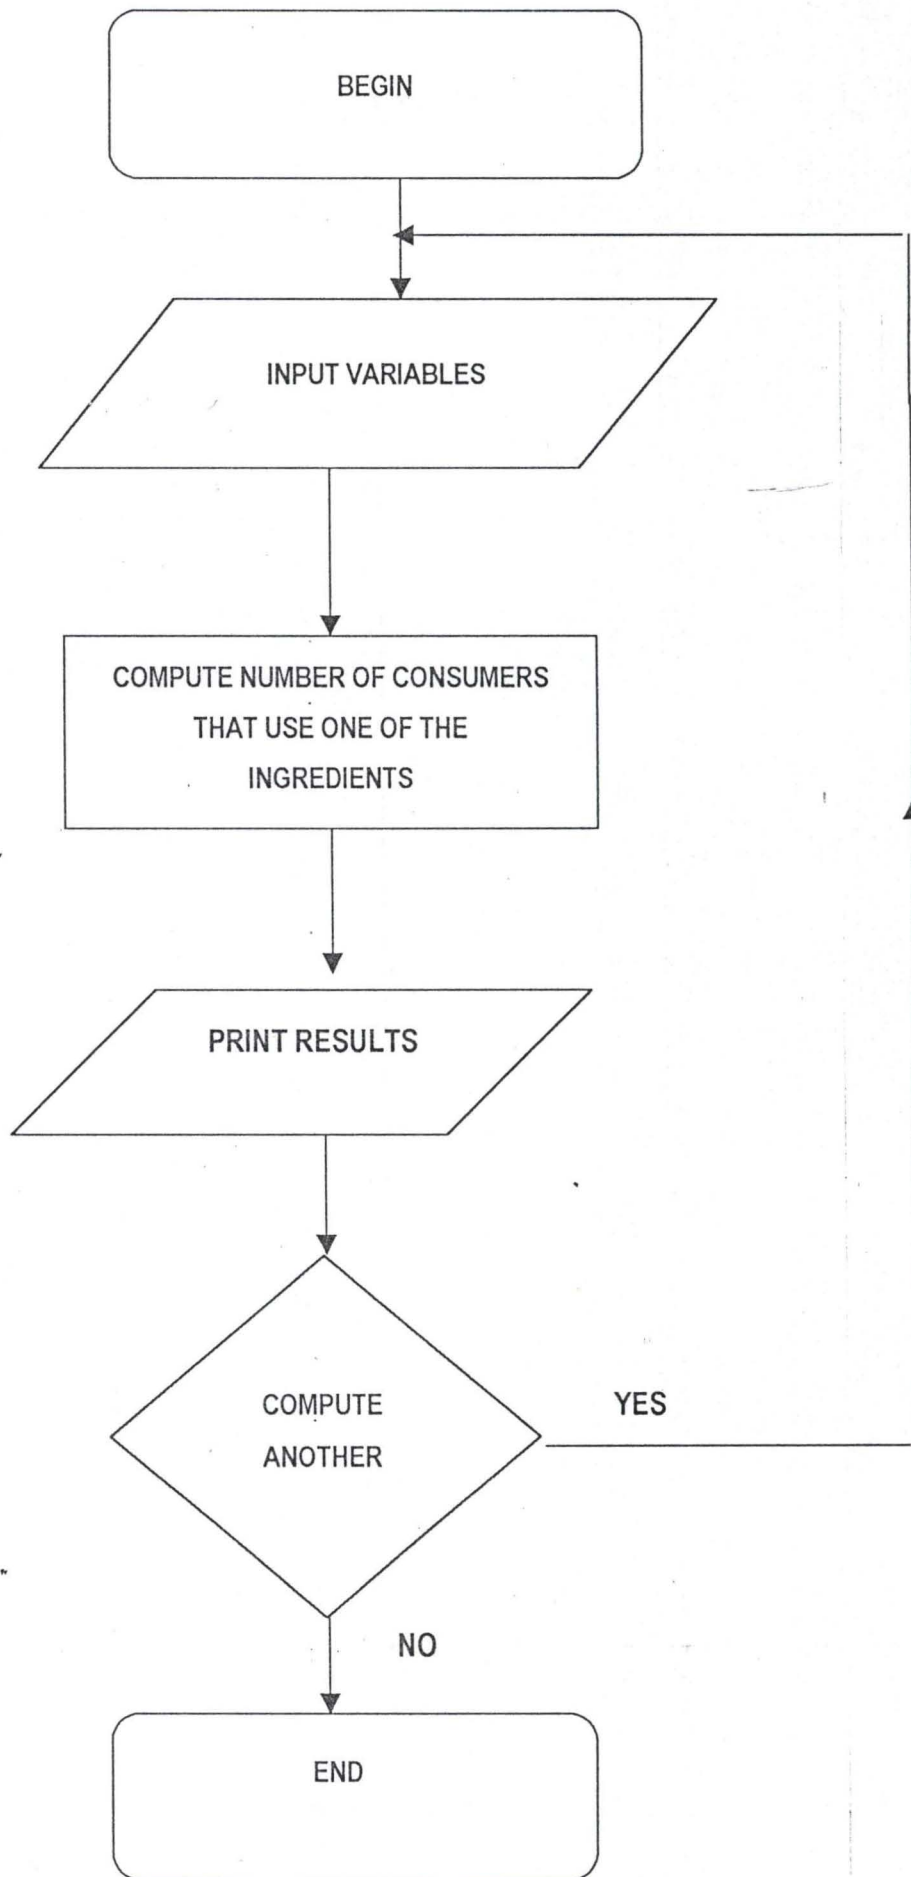 BEGIN
INPUT VARIABLES
COMPUTE NUMBER OF CONSUMERS
THAT USE ONE OF THE
INGREDIENTS
PRINT RESULTS
COMPUTE
ANOTHER
YES
NO
END